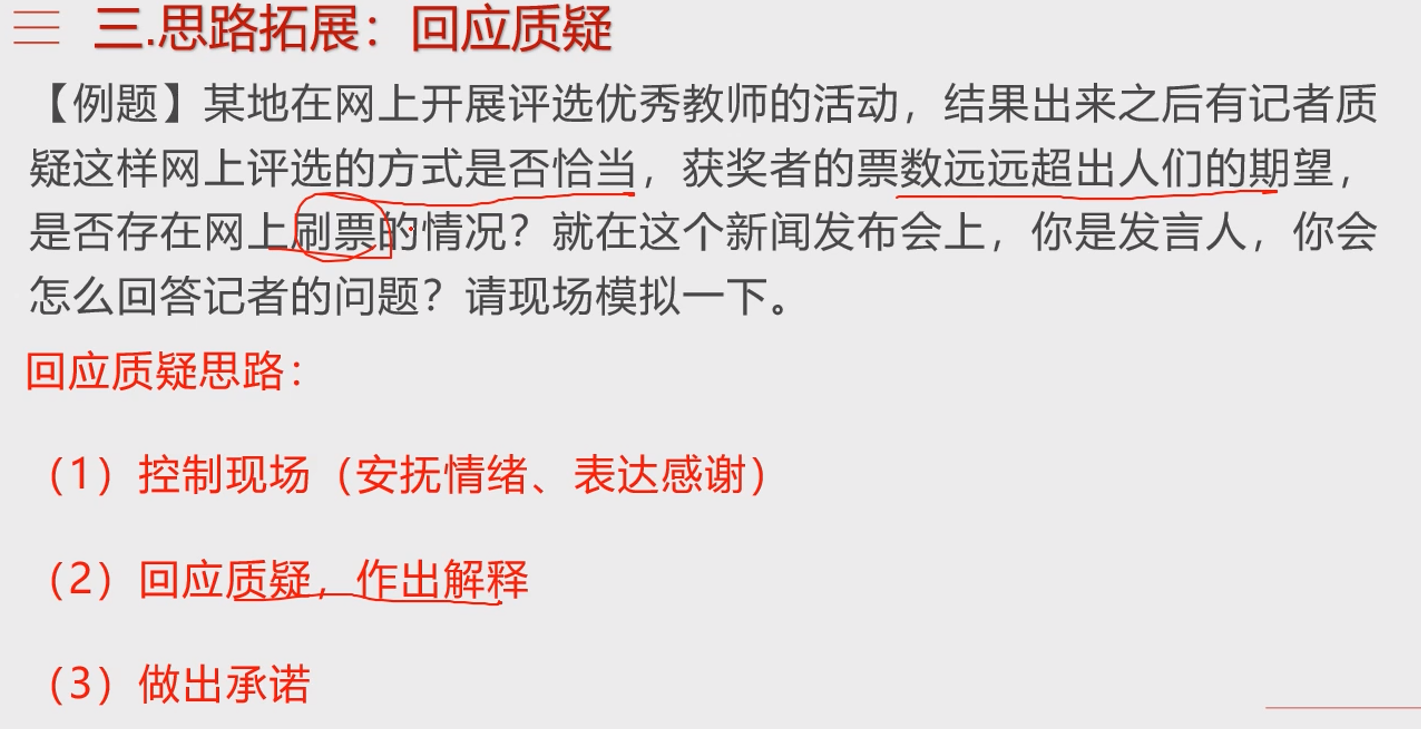 三.思路拓展：回应质疑
【例题】某地在网上开展评选优秀教师的活动，结果出来之后有记者质
疑这样网上评选的方式是否恰当，获奖者的票数远远超出人们的期望，
是否存在网上刷票的情况？就在这个新闻发布会上，你是发言人，你会
怎么回答记者的问题？请现场模拟一下。
回应质疑思路：
（1）控制现场（安抚情绪、表达感谢）
（2）回应质疑，作出解释
（3）做出承诺